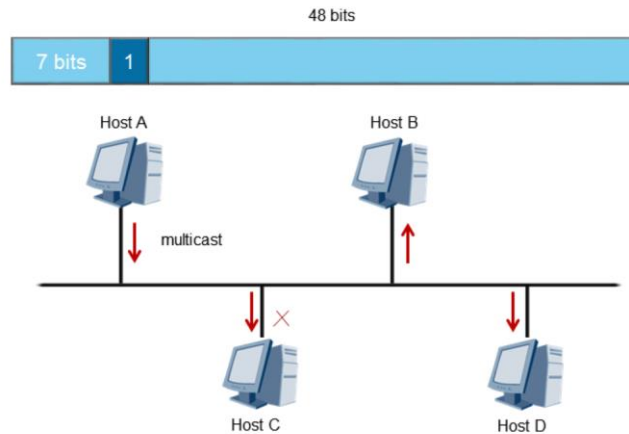 48 bits
7 bits 1
Host A Host B
multicast
Host C Host D